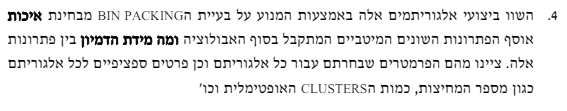 4. השוו ביצועי אלגוריתמים אלה באמצעות המנוע על בעיית הBIN PACKING מבחינת איכות
אוסף הפתרונות השונים המיטביים המתקבל בסוף האבולוציה ומה מידת הדמיון בין פתרונות
אלה. ציינו מהם הפרמטרים שבחרתם עבור כל אלגוריתם וכן פרטים ספציפיים לכל אלגוריתם
כגון מספר המחיצות, כמות הCLUSTERS האופטימלית וכו'